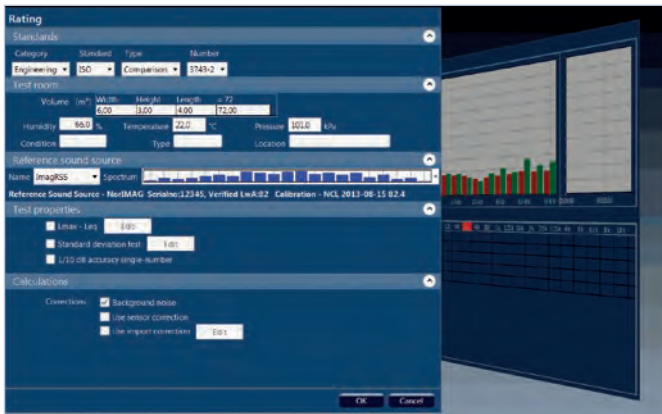 Rating
Standards
Category Standard Type Number
Engineering ISO Comparison 3743-2
Test room
Volume [m³] Width Height Length = 72
6,00 3,00 4,00 72,00
Humidity 66.0 % Temperature 22.0 °C Pressure 101.0 kPa
Condition Type Location
Reference sound source
Name ImagRSS Spectrum
Reference Sound Source - NorIMAG Serialno:12345, Verified LwA:82 Calibration - NCL 2013-08-15 82.4
Test properties
Lmax - Leq Edit
Standard deviation test Edit
1/10 dB accuracy single-number
Calculations
Corrections Background noise
Use sensor correction
Use import correction Edit
OK Cancel